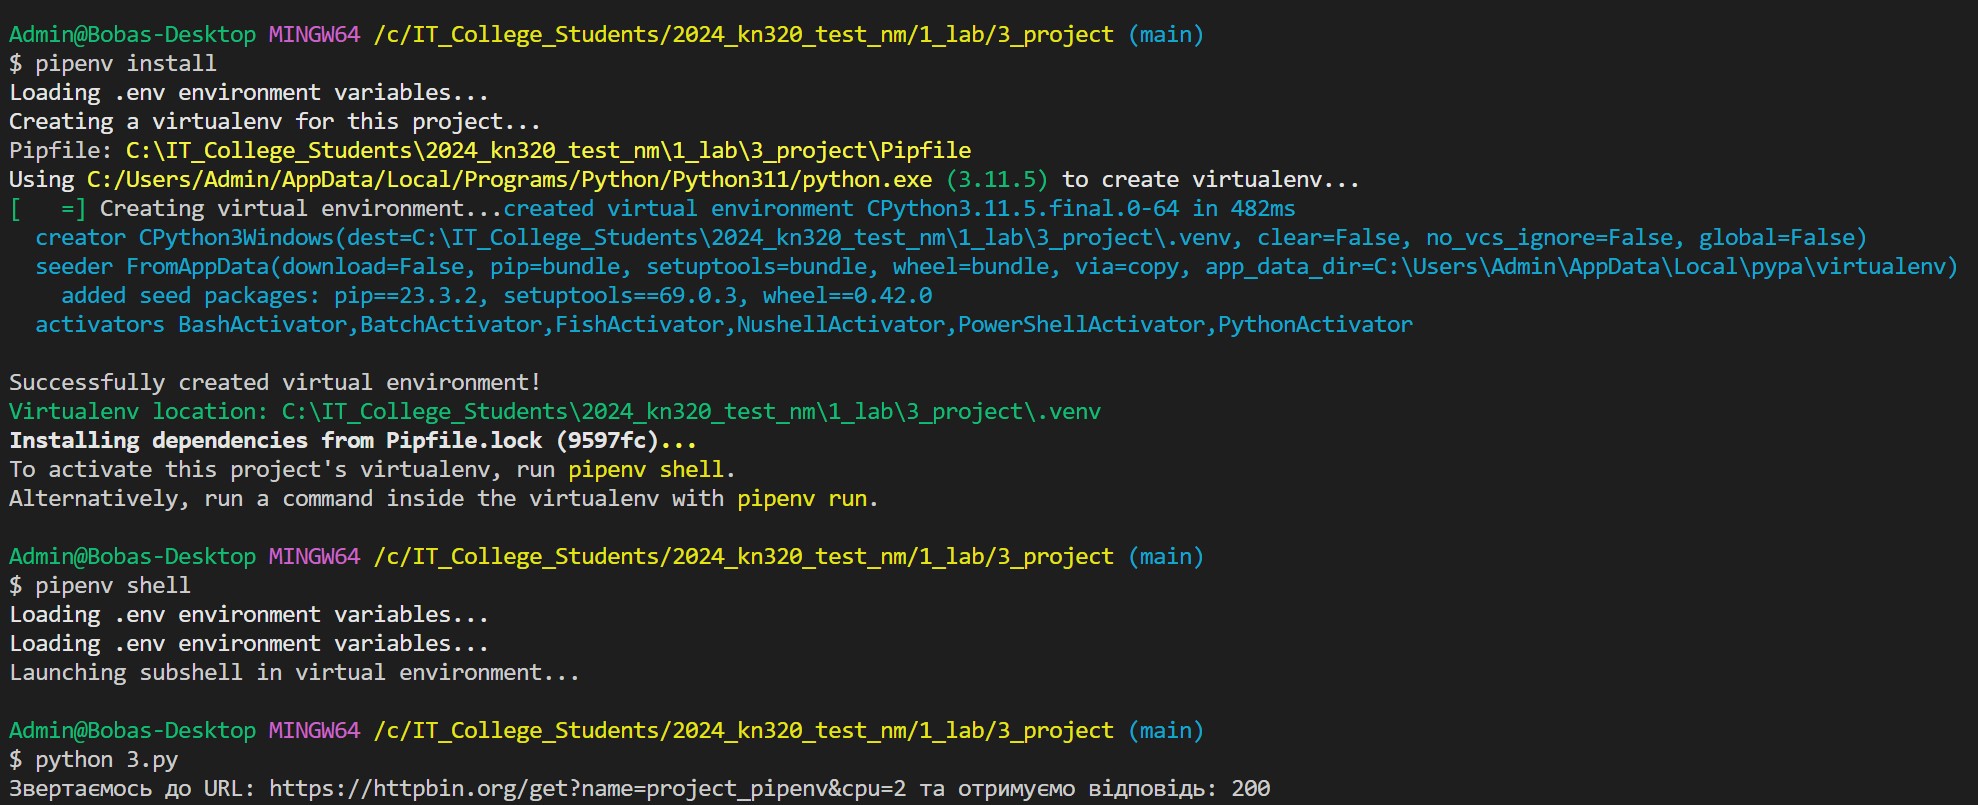 Admin@Bobas-Desktop MINGW64 /c/IT_College_Students/2024_kn320_test_nm/1_lab/3_project (main)
$ pipenv install
Loading .env environment variables...
Creating a virtualenv for this project...
Pipfile: C:\IT_College_Students\2024_kn320_test_nm\1_lab\3_project\Pipfile
Using C:/Users/Admin/AppData/Local/Programs/Python/Python311/python.exe (3.11.5) to create virtualenv...
[   =] Creating virtual environment...created virtual environment CPython3.11.5.final.0-64 in 482ms
  creator CPython3Windows(dest=C:\IT_College_Students\2024_kn320_test_nm\1_lab\3_project\.venv, clear=False, no_vcs_ignore=False, global=False)
  seeder FromAppData(download=False, pip=bundle, setuptools=bundle, wheel=bundle, via=copy, app_data_dir=C:\Users\Admin\AppData\Local\pypa\virtualenv)
    added seed packages: pip==23.3.2, setuptools==69.0.3, wheel==0.42.0
  activators BashActivator,BatchActivator,FishActivator,NushellActivator,PowerShellActivator,PythonActivator
Successfully created virtual environment!
Virtualenv location: C:\IT_College_Students\2024_kn320_test_nm\1_lab\3_project\.venv
Installing dependencies from Pipfile.lock (9597fc)...
To activate this project's virtualenv, run pipenv shell.
Alternatively, run a command inside the virtualenv with pipenv run.
Admin@Bobas-Desktop MINGW64 /c/IT_College_Students/2024_kn320_test_nm/1_lab/3_project (main)
$ pipenv shell
Loading .env environment variables...
Loading .env environment variables...
Launching subshell in virtual environment...
Admin@Bobas-Desktop MINGW64 /c/IT_College_Students/2024_kn320_test_nm/1_lab/3_project (main)
$ python 3.py
Звертаємось до URL: https://httpbin.org/get?name=project_pipenv&cpu=2 та отримуємо відповідь: 200